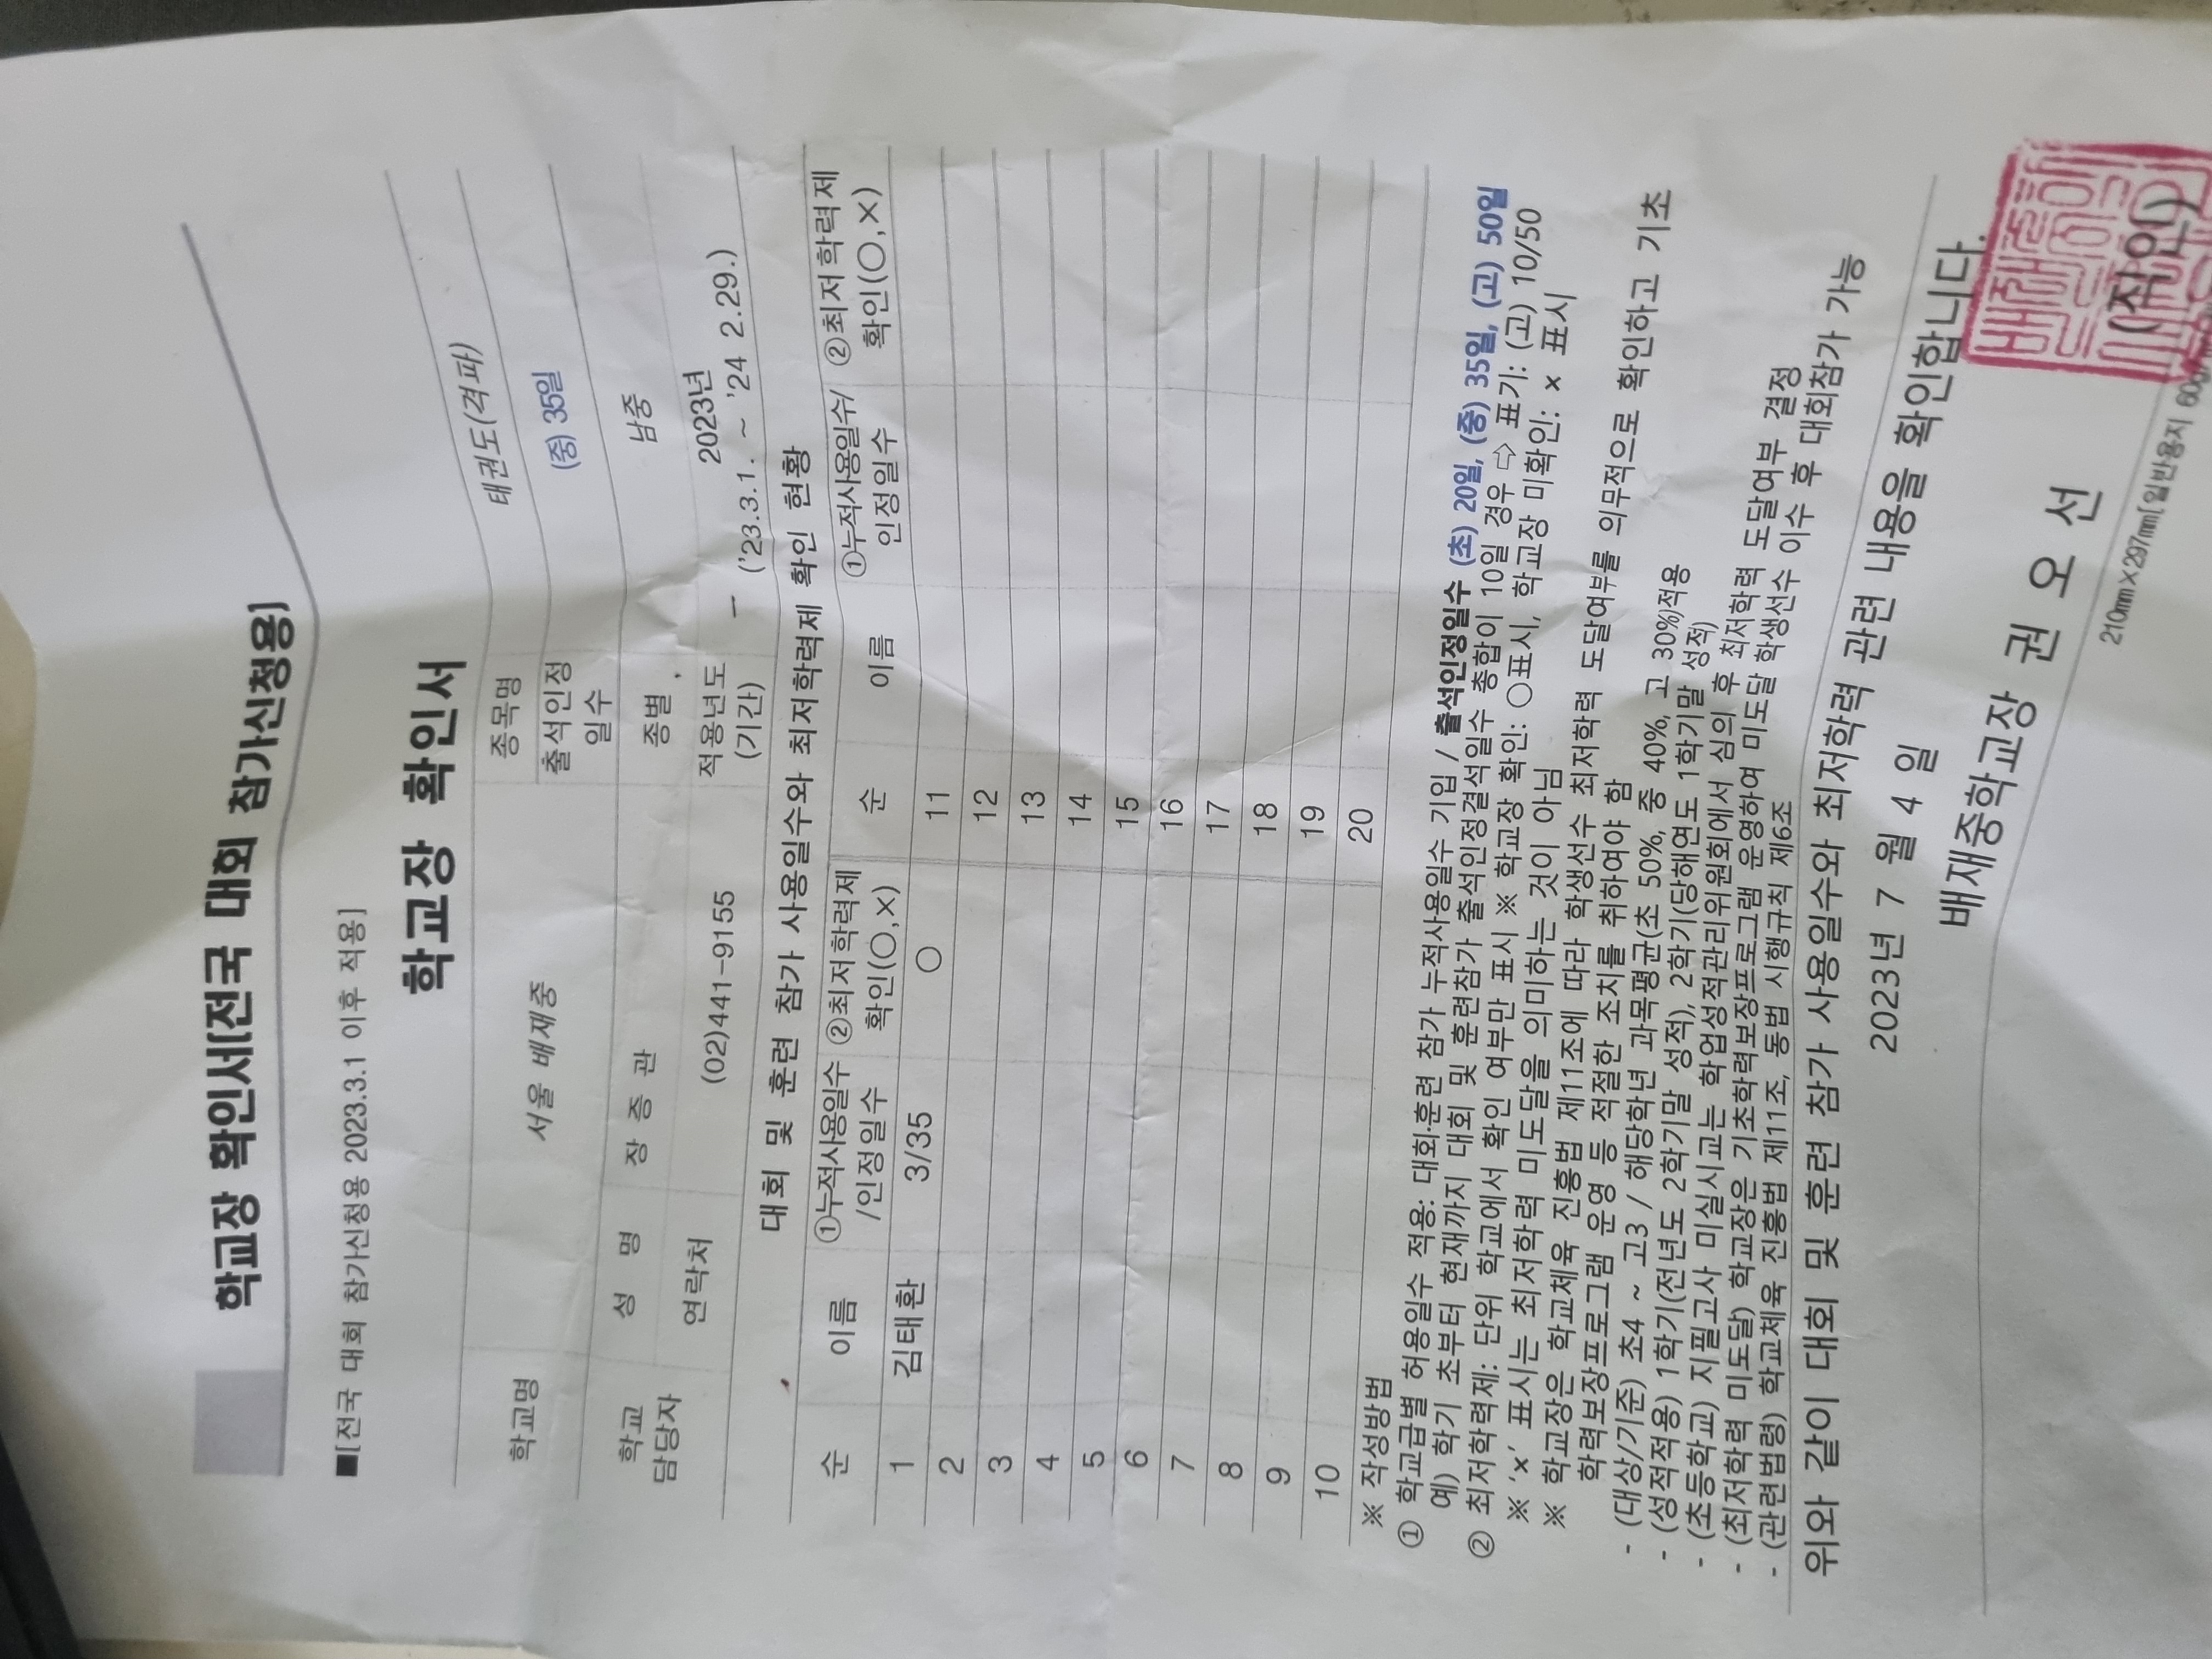 학교장 확인서[전국 대회 참가신청용]
■[전국 대회 참가신청용 2023.3.1 이후 적용]
학교장 확인서
학교명 서울 배재중 종목명 태권도(격파)
출석인정 일수 (중) 35일
학교 담당자 성 명 장 증 관 종별 남중
연락처 (02)441-9155 적용년도 (기간) 2023년
('23.3.1. ~ '24 2.29.)
대회 및 훈련 참가 사용일수와 최저학력제 확인 현황
순 이름 ①누적사용일수 /인정일수 ②최저학력제 확인(○,×) 순 이름 ①누적사용일수/ 인정일수 ②최저학력제 확인(○,×)
1 김태환 3/35 ○ 11
2 12
3 13
4 14
5 15
6 16
7 17
8 18
9 19
10 20
※ 작성방법
① 학교급별 허용일수 적용: 대회·훈련 참가 누적사용일수 기입 / 출석인정일수 (초) 20일, (중) 35일, (고) 50일
예) 학기 초부터 현재까지 대회 및 훈련참가 출석인정결석일수 총합이 10일 경우 ⇨ 표기: (고) 10/50
② 최저학력제: 단위 학교에서 확인 여부만 표시 ※ 학교장 확인: ○표시, 학교장 미확인: × 표시
※ '×' 표시는 최저학력 미도달을 의미하는 것이 아님
※ 학교장은 학교체육 진흥법 제11조에 따라 학생선수 최저학력 도달여부를 의무적으로 확인하고 기초
학력보장프로그램 운영 등 적절한 조치를 취하여야 함
- (대상/기준) 초4 ~ 고3 / 해당학년 과목평균(초 50%, 중 40%, 고 30%)적용
- (성적적용) 1학기(전년도 2학기말 성적), 2학기(당해연도 1학기말 성적)
- (초등학교) 지필고사 미실시교는 학업성적관리위원회에서 심의 후 최저학력 도달여부 결정
- (최저학력 미도달) 학교장은 기초학력보장프로그램 운영하여 미도달 학생선수 이수 후 대회참가 가능
- (관련법령) 학교체육 진흥법 제11조, 동법 시행규칙 제6조
위와 같이 대회 및 훈련 참가 사용일수와 최저학력 관련 내용을 확인합니다.
2023년 7 월 4 일
배재중학교장 권 오 선 (직인)
210mm×297mm[일반용지 60g/